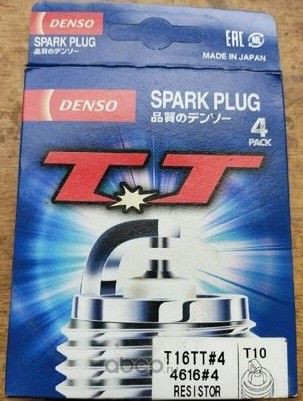 DENSO
SPARK PLUG
品質のデンソー
EAC
MADE IN JAPAN
DENSO
SPARK PLUG
品質のデンソー
4
PACK
TT
T16TT#4
4616#4
RESISTOR
T10